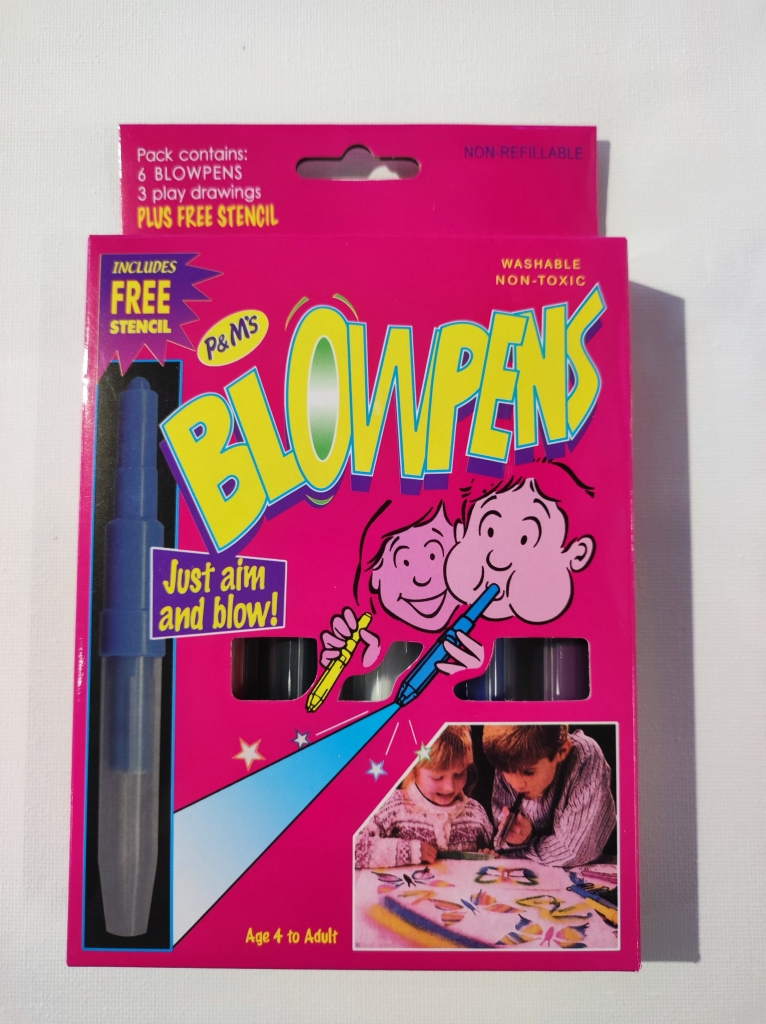 Pack contains:
6 BLOWPENS
3 play drawings
PLUS FREE STENCIL
NON-REFILLABLE
INCLUDES
FREE
STENCIL
WASHABLE
NON-TOXIC
P&M'S
BLOWPENS
Just aim
and blow!
Age 4 to Adult